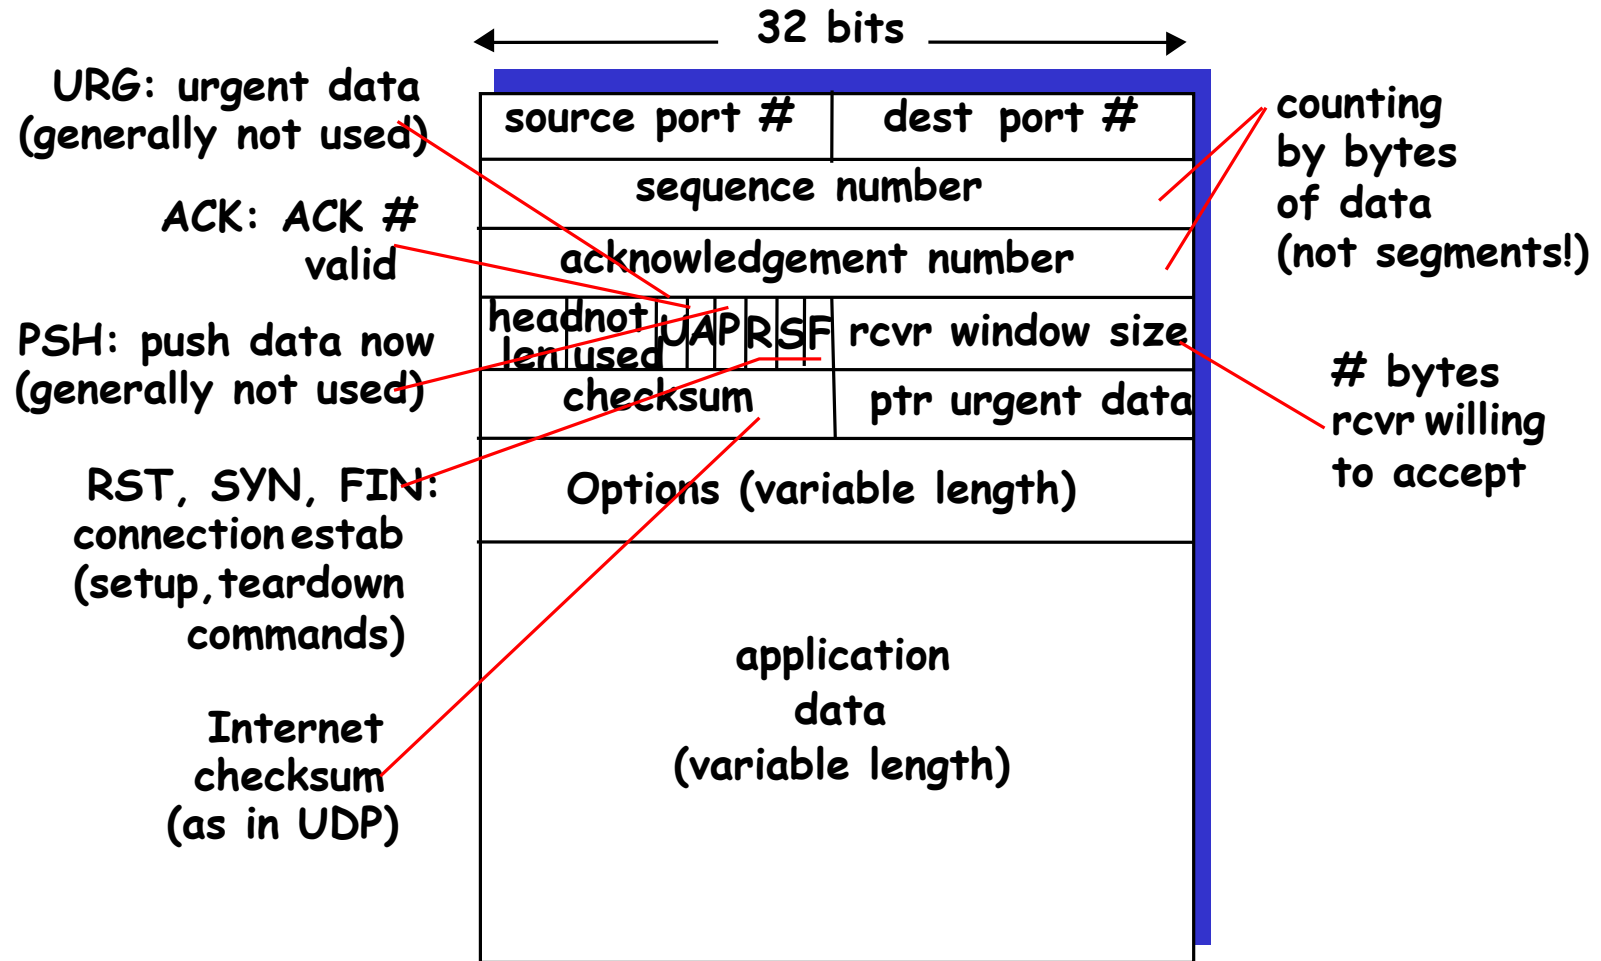 32 bits
URG: urgent data
(generally not used)
ACK: ACK #
valid
PSH: push data now
(generally not used)
RST, SYN, FIN:
connection estab
(setup, teardown
commands)
Internet
checksum
(as in UDP)
source port #
dest port #
sequence number
acknowledgement number
head
len
not
used
U
A
P
R
S
F
rcvr window size
checksum
ptr urgent data
Options (variable length)
application
data
(variable length)
counting
by bytes
of data
(not segments!)
# bytes
rcvr willing
to accept